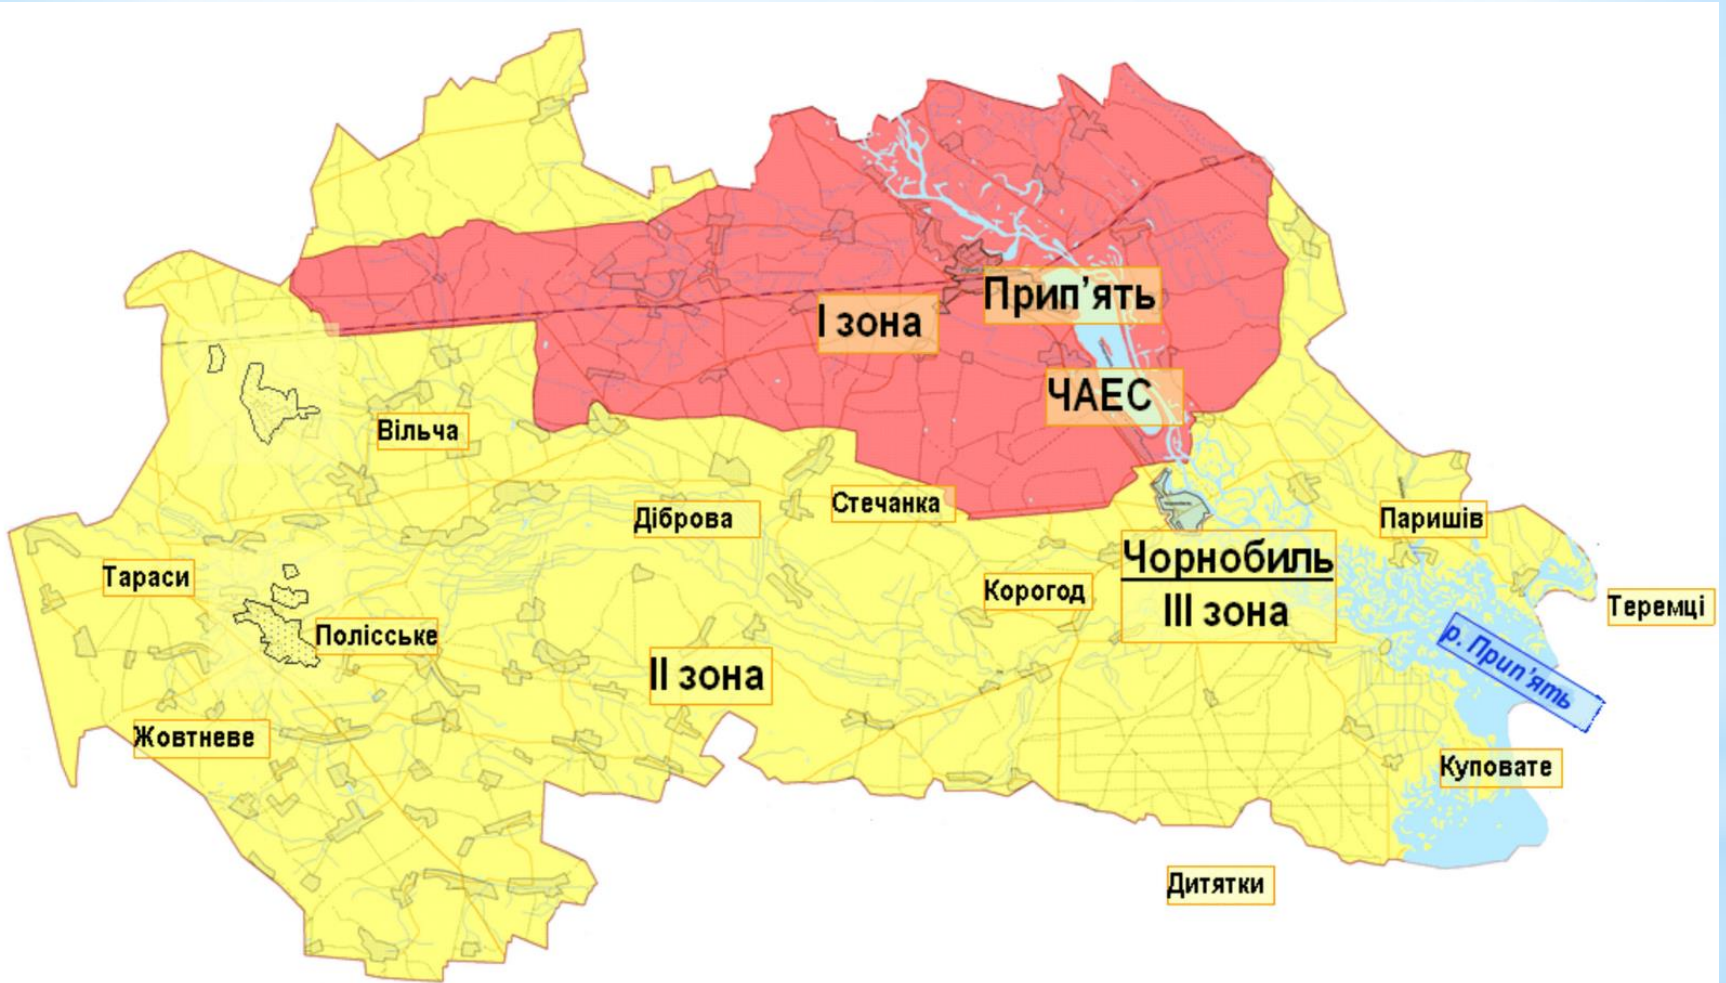 Прип’ять
І зона
ЧАЕС
Вільча
Діброва
Стечанка
Паришів
Чорнобиль
ІІІ зона
Тараси
Корогод
Теремці
Полісське
р. Прип’ять
ІІ зона
Жовтневе
Куповате
Дитятки